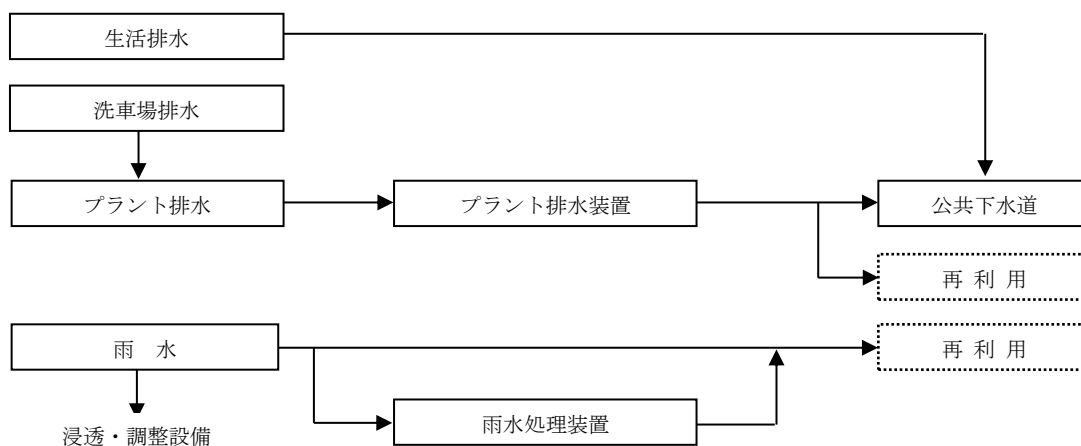 生活排水
洗車場排水
プラント排水
プラント排水装置
公共下水道
再 利 用
雨　水
再 利 用
雨水処理装置
浸透・調整設備